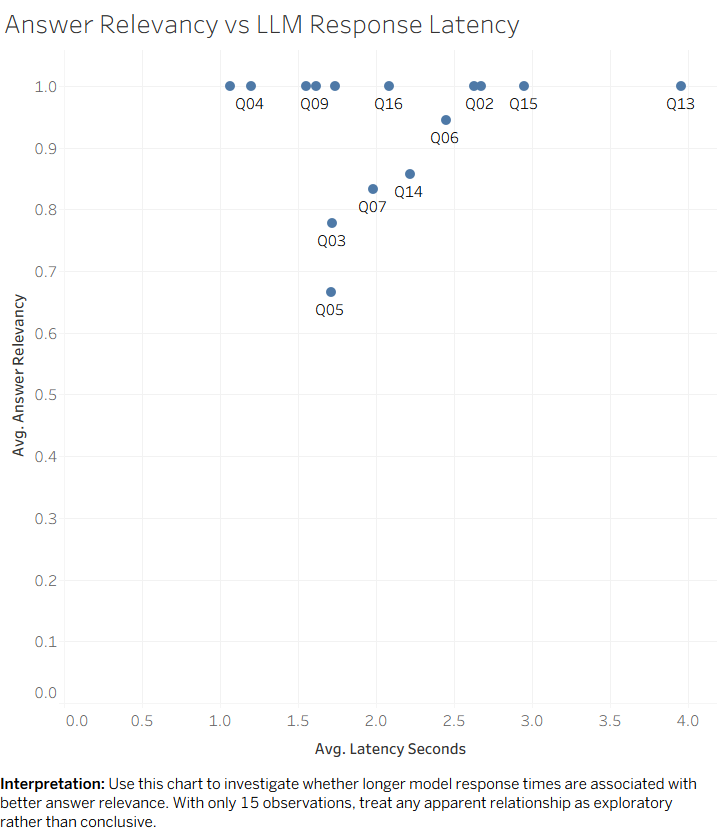 Answer Relevancy vs LLM Response Latency
1.0
Q04
Q09
Q16
Q02
Q15
Q13
Q06
0.9
Q14
0.8
Q07
Q03
0.7
Q05
0.6
0.5
Avg. Answer Relevancy
0.4
0.3
0.2
0.1
0.0
0.0 0.5 1.0 1.5 2.0 2.5 3.0 3.5 4.0
Avg. Latency Seconds
Interpretation: Use this chart to investigate whether longer model response times are associated with
better answer relevance. With only 15 observations, treat any apparent relationship as exploratory
rather than conclusive.